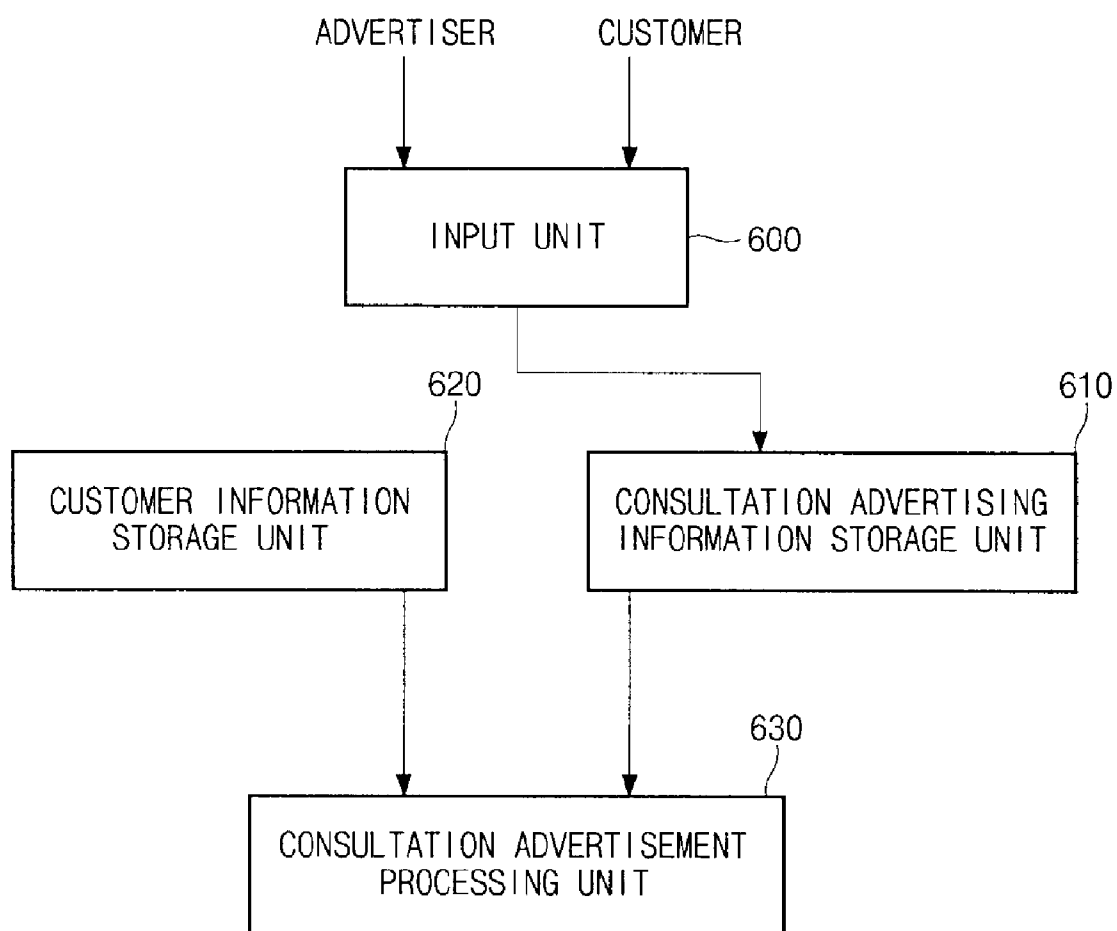 ADVERTISER
CUSTOMER
INPUT UNIT
600
620
610
CUSTOMER INFORMATION
STORAGE UNIT
CONSULTATION ADVERTISING
INFORMATION STORAGE UNIT
630
CONSULTATION ADVERTISEMENT
PROCESSING UNIT